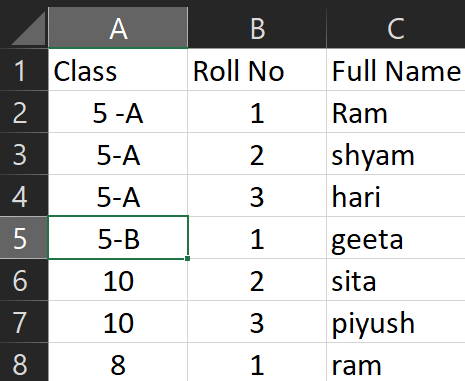 A B C
1 Class Roll No Full Name
2 5 -A 1 Ram
3 5-A 2 shyam
4 5-A 3 hari
5 5-B 1 geeta
6 10 2 sita
7 10 3 piyush
8 8 1 ram